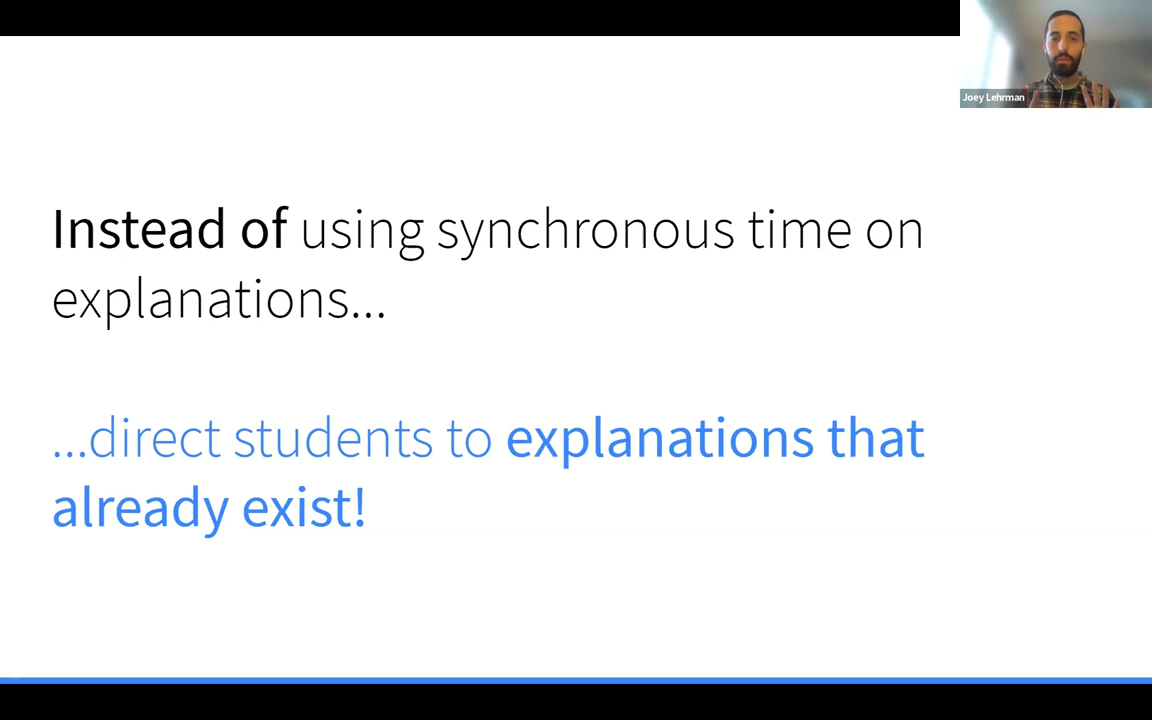 Joey Lehrman
Instead of using synchronous time on
explanations...
...direct students to explanations that
already exist!